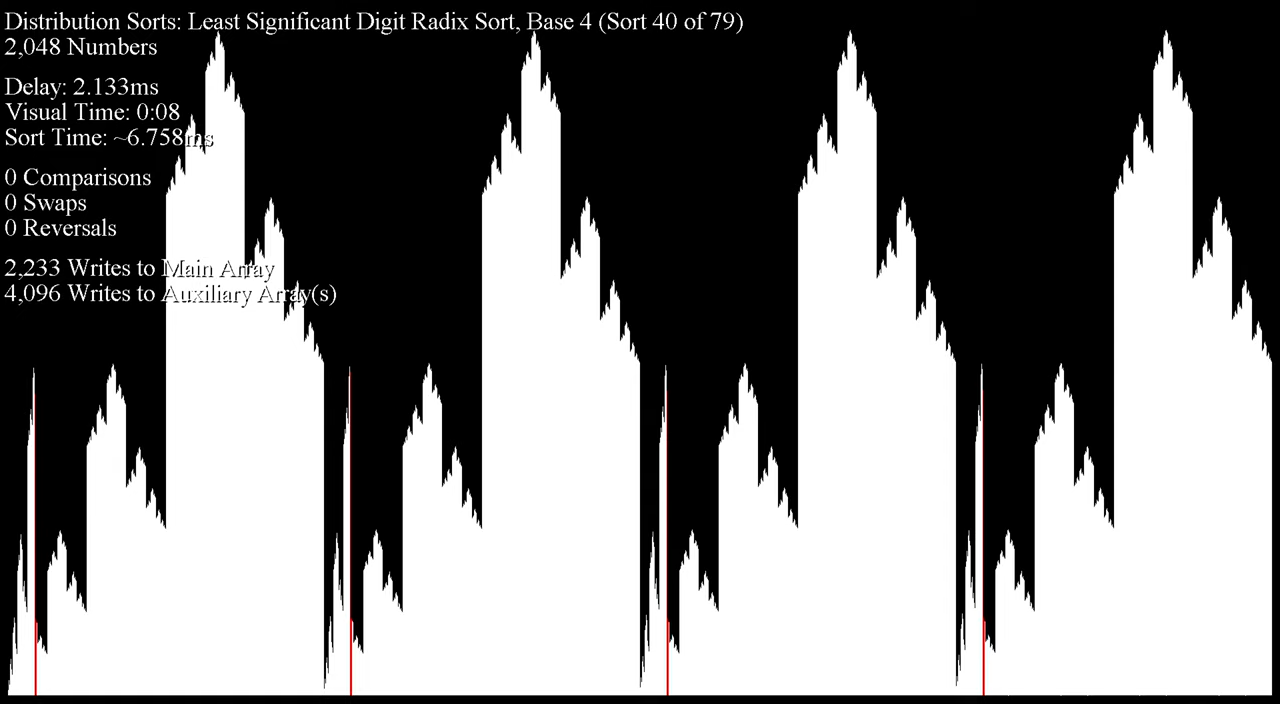 Distribution Sorts: Least Significant Digit Radix Sort, Base 4 (Sort 40 of 79)
2,048 Numbers
Delay: 2.133ms
Visual Time: 0:08
Sort Time: ~6.758ms
0 Comparisons
0 Swaps
0 Reversals
2,233 Writes to Main Array
4,096 Writes to Auxiliary Array(s)